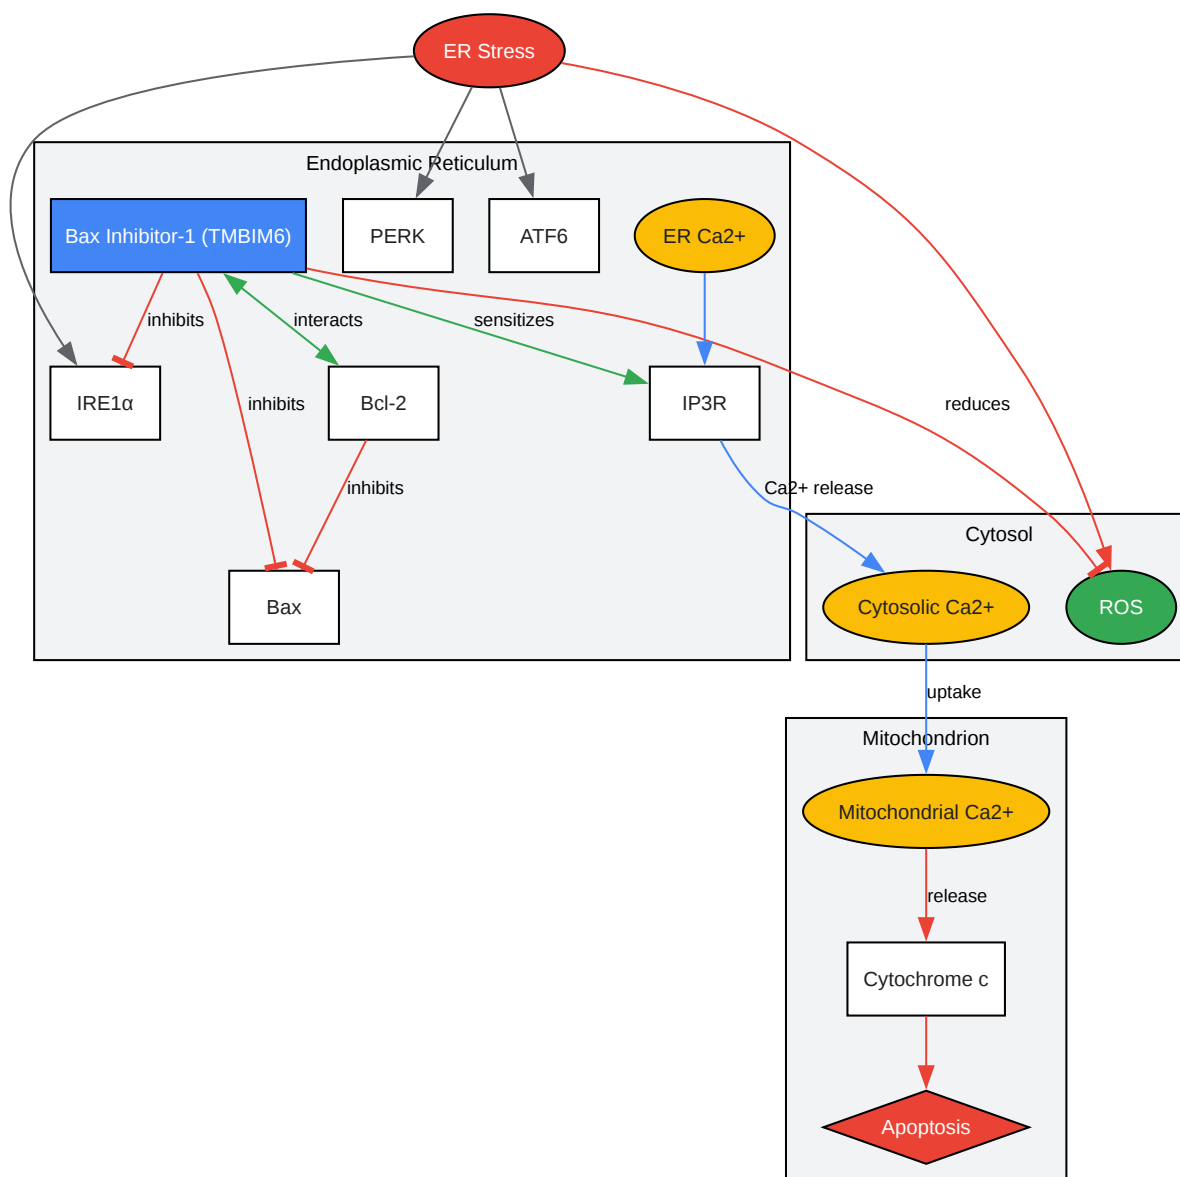 ER Stress
Endoplasmic Reticulum
Bax Inhibitor-1 (TMBIM6)
PERK
ATF6
ER Ca2+
inhibits
interacts
sensitizes
IRE1α
inhibits
Bcl-2
IP3R
reduces
inhibits
Ca2+ release
Cytosol
Bax
Cytosolic Ca2+
ROS
uptake
Mitochondrion
Mitochondrial Ca2+
release
Cytochrome c
Apoptosis